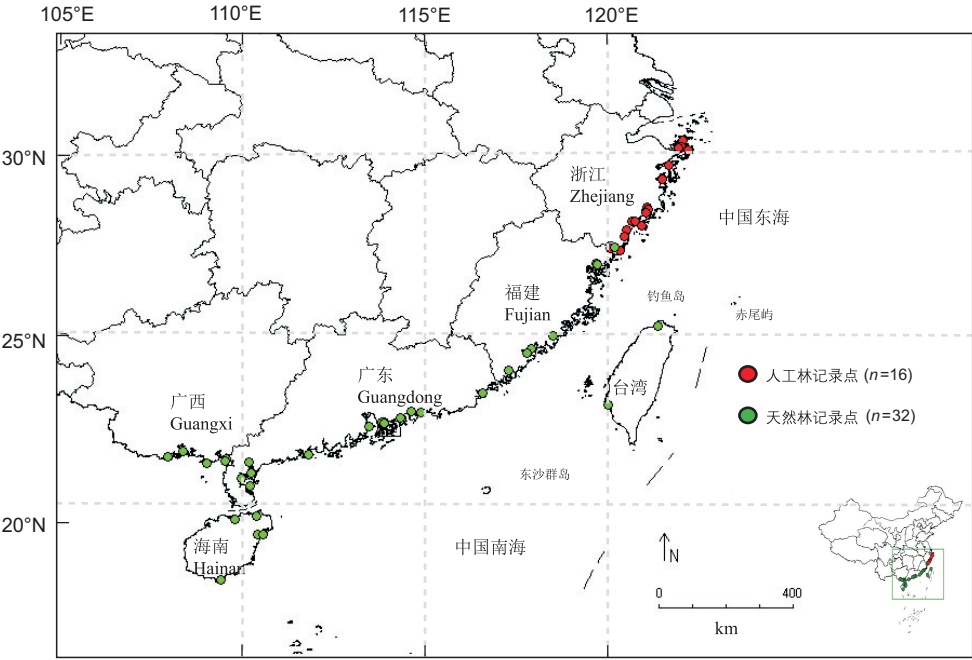 105°E
110°E
115°E
120°E
30°N
25°N
20°N
浙江
Zhejiang
中国东海
福建
Fujian
钓鱼岛
赤尾屿
台湾
广东
Guangdong
广西
Guangxi
人工林记录点 (n=16)
天然林记录点 (n=32)
东沙群岛
海南
Hainan
中国南海
N
0
400
km